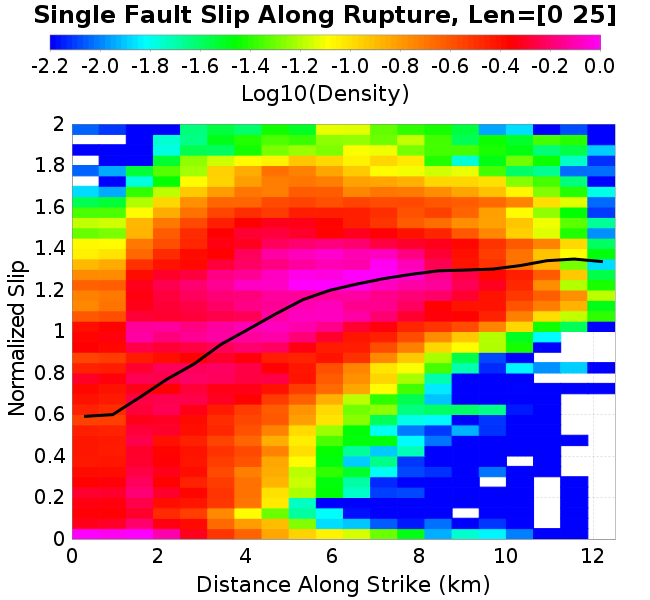 Single Fault Slip Along Rupture, Len=[0 25]
-2.2 -2.0 -1.8 -1.6 -1.4 -1.2 -1.0 -0.8 -0.6 -0.4 -0.2 0.0
Log10(Density)
2
1.8
1.6
1.4
1.2
1
0.8
0.6
0.4
0.2
0
Normalized Slip
0 2 4 6 8 10 12
Distance Along Strike (km)